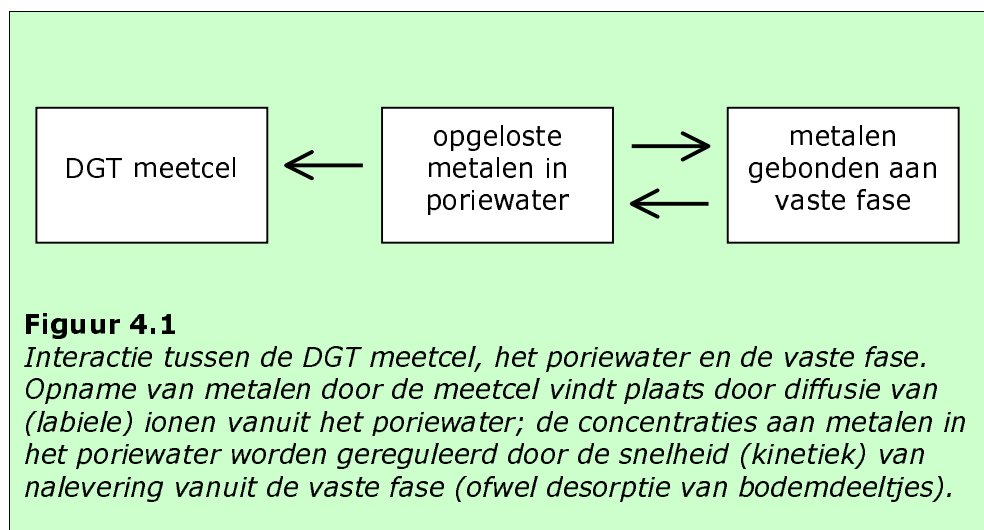 DGT meetcel
opgeloste
metalen in
poriewater
metalen
gebonden aan
vaste fase
Figuur 4.1
Interactie tussen de DGT meetcel, het poriewater en de vaste fase.
Opname van metalen door de meetcel vindt plaats door diffusie van
(labiele) ionen vanuit het poriewater; de concentraties aan metalen in
het poriewater worden gereguleerd door de snelheid (kinetiek) van
nalevering vanuit de vaste fase (ofwel desorptie van bodemdeeltjes).